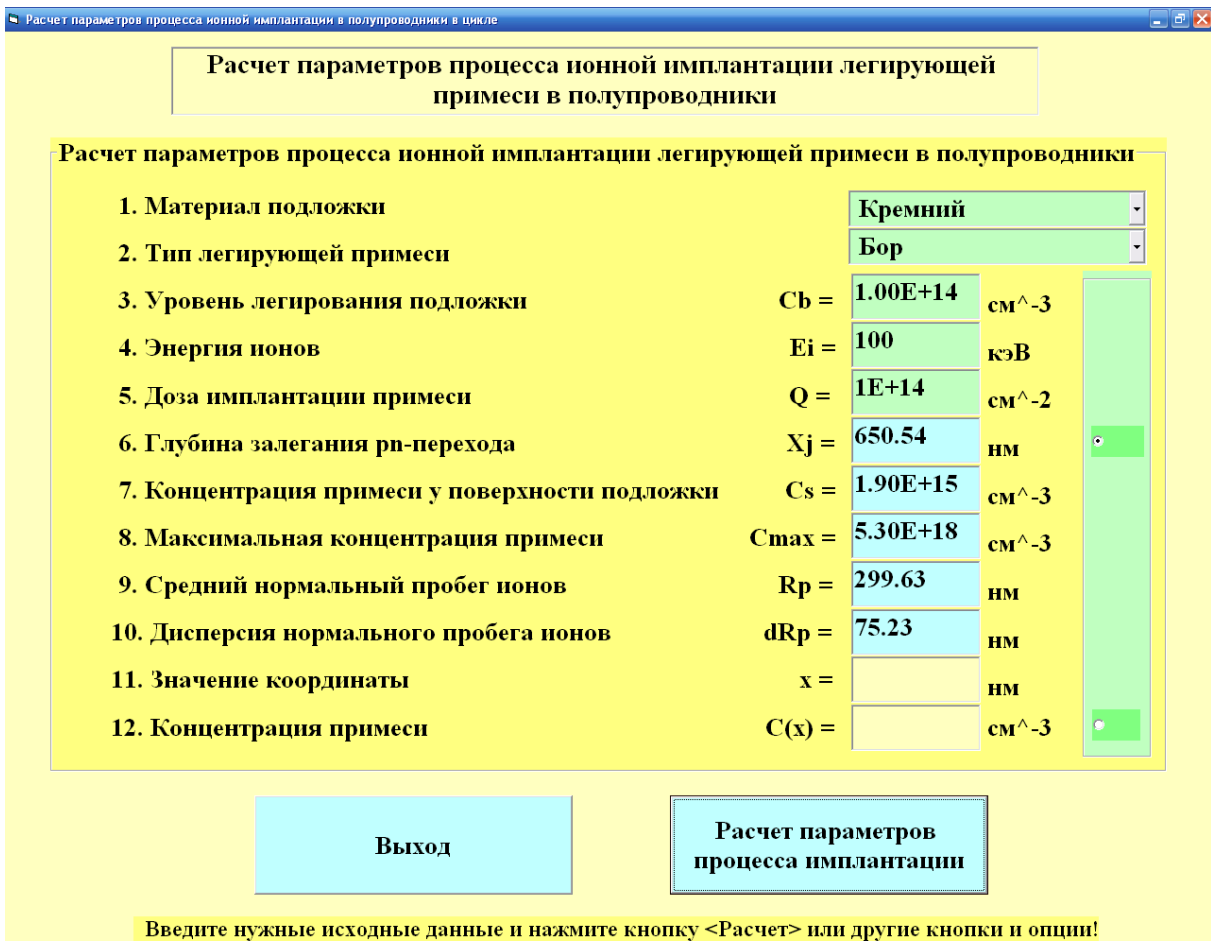 Расчет параметров процесса ионной имплантации в полупроводники в цикле
Расчет параметров процесса ионной имплантации легирующей
примеси в полупроводники
Расчет параметров процесса ионной имплантации легирующей примеси в полупроводники
1. Материал подложки Кремний
2. Тип легирующей примеси Бор
3. Уровень легирования подложки Cb = 1.00E+14 см^-3
4. Энергия ионов Ei = 100 кэВ
5. Доза имплантации примеси Q = 1E+14 см^-2
6. Глубина залегания pn-перехода Xj = 650.54 нм
7. Концентрация примеси у поверхности подложки Cs = 1.90E+15 см^-3
8. Максимальная концентрация примеси Cmax = 5.30E+18 см^-3
9. Средний нормальный пробег ионов Rp = 299.63 нм
10. Дисперсия нормального пробега ионов dRp = 75.23 нм
11. Значение координаты x = нм
12. Концентрация примеси C(x) = см^-3
Выход
Расчет параметров
процесса имплантации
Введите нужные исходные данные и нажмите кнопку <Расчет> или другие кнопки и опции!